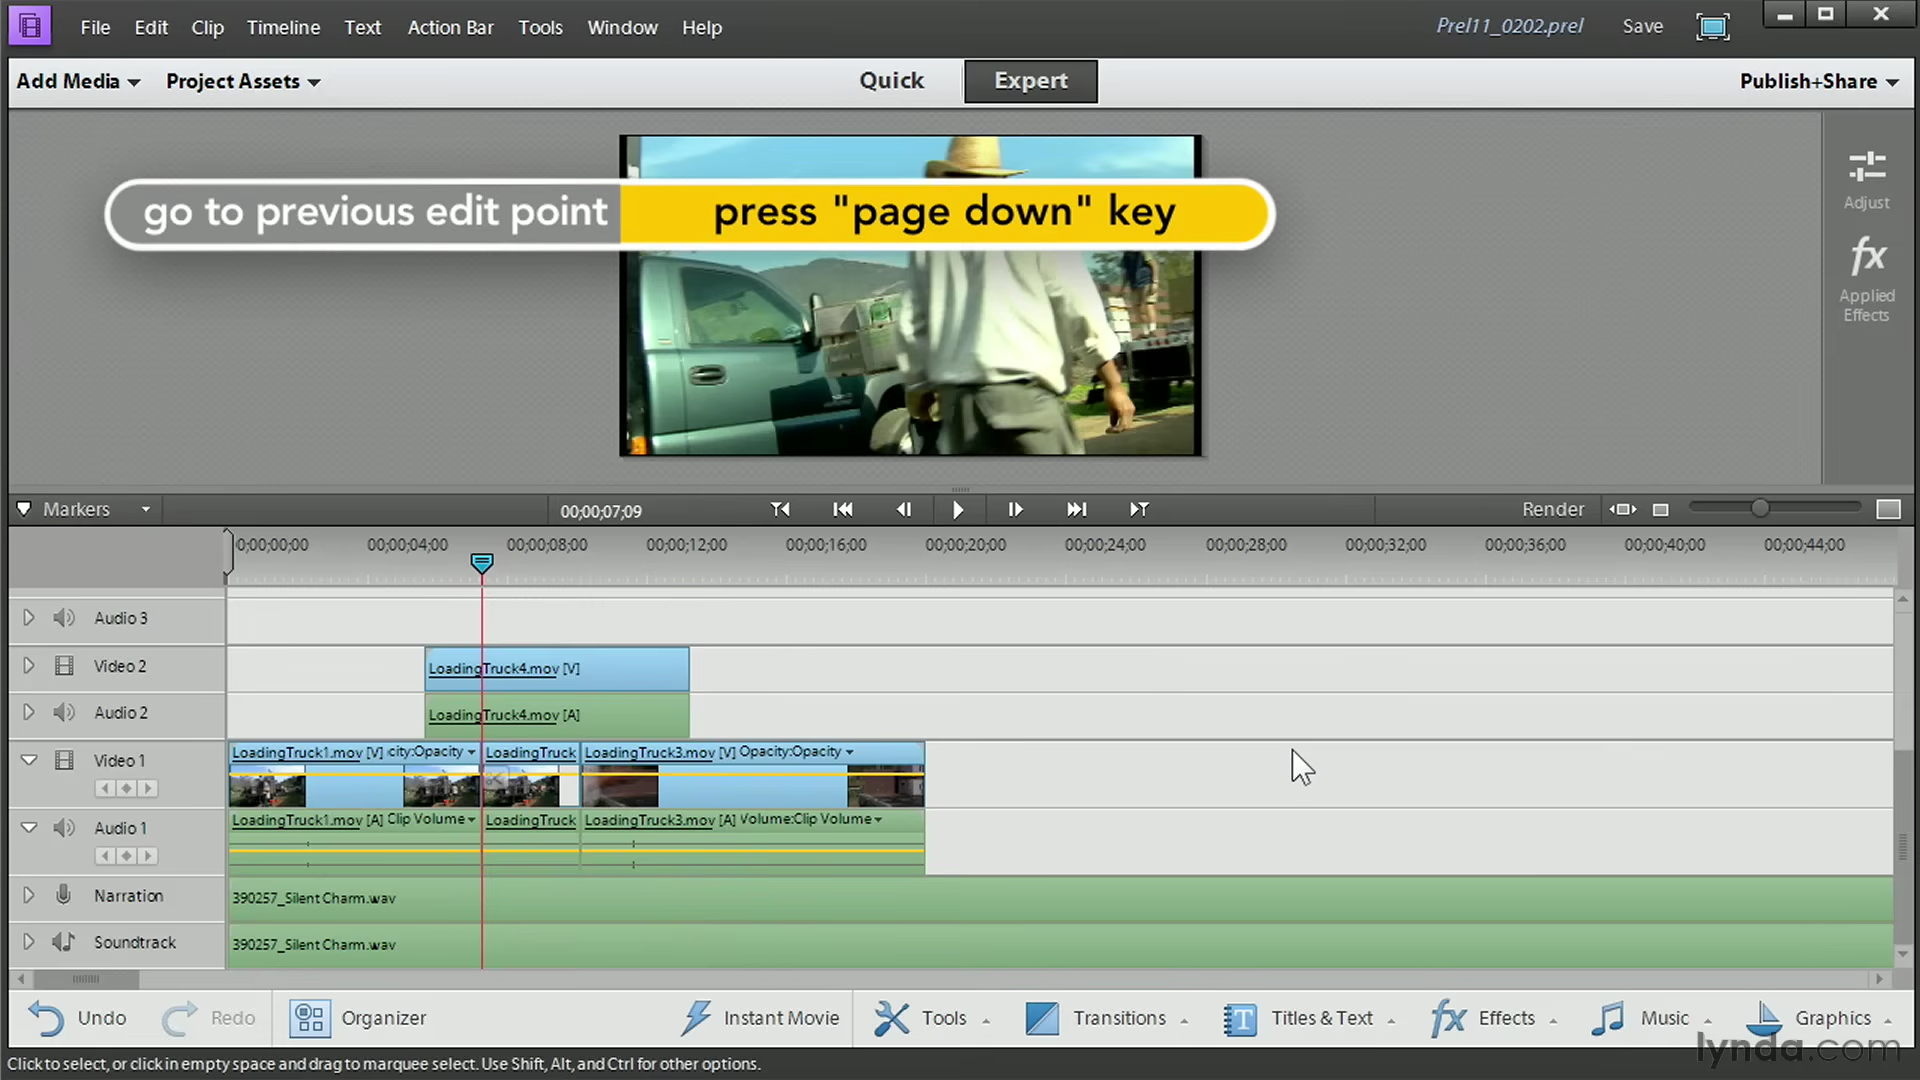 File Edit Clip Timeline Text Action Bar Tools Window Help
Prel11_0202.prel Save
Add Media Project Assets Quick Expert Publish+Share
go to previous edit point press "page down" key
Adjust
fx
Applied
Effects
Markers 00;00;07;09 Render
0;00;00;00 00;00;04;00 00;00;08;00 00;00;12;00 00;00;16;00 00;00;20;00 00;00;24;00 00;00;28;00 00;00;32;00 00;00;36;00 00;00;40;00 00;00;44;00
Audio 3
Video 2 LoadingTruck4.mov [V]
Audio 2 LoadingTruck4.mov [A]
Video 1 LoadingTruck1.mov [V] :ity:Opacity LoadingTruck LoadingTruck3.mov [V] Opacity:Opacity
Audio 1 LoadingTruck1.mov [A] Clip Volume LoadingTruck LoadingTruck3.mov [A] Volume:Clip Volume
Narration 390257_Silent Charm.wav
Soundtrack 390257_Silent Charm.wav
Undo Redo Organizer Instant Movie Tools Transitions T Titles & Text fx Effects Music Graphics
Click to select, or click in empty space and drag to marquee select. Use Shift, Alt, and Ctrl for other options.
lynda.com